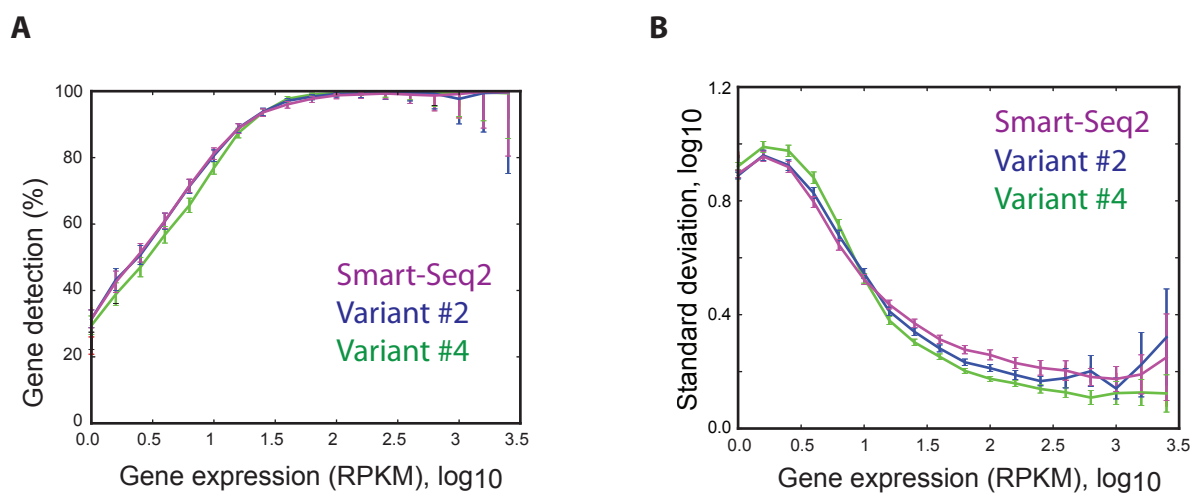 A
100
80
60
40
20
0
Gene detection (%)
Smart-Seq2
Variant #2
Variant #4
0.0 0.5 1 1.5 2 2.5 3 3.5
Gene expression (RPKM), log10
B
1.2
0.8
0.4
0.0
Standard deviation, log10
Smart-Seq2
Variant #2
Variant #4
0.0 0.5 1 1.5 2 2.5 3 3.5
Gene expression (RPKM), log10